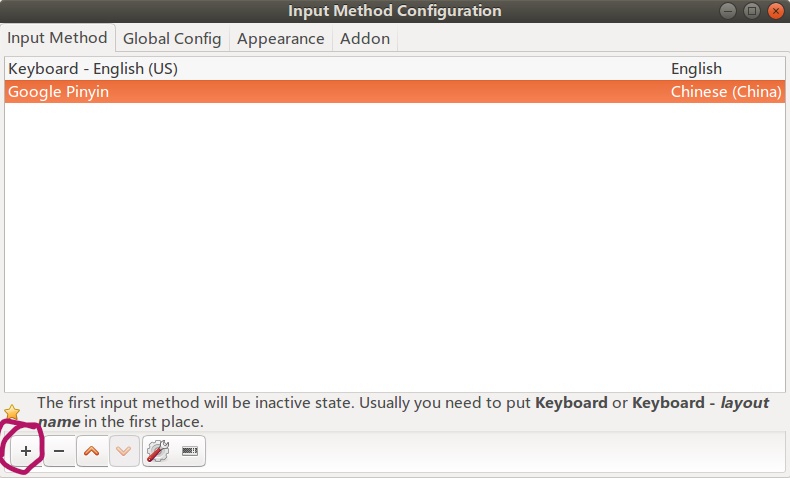 Input Method Configuration
Input Method Global Config Appearance Addon
Keyboard - English (US) English
Google Pinyin Chinese (China)
The first input method will be inactive state. Usually you need to put Keyboard or Keyboard - layout
name in the first place.